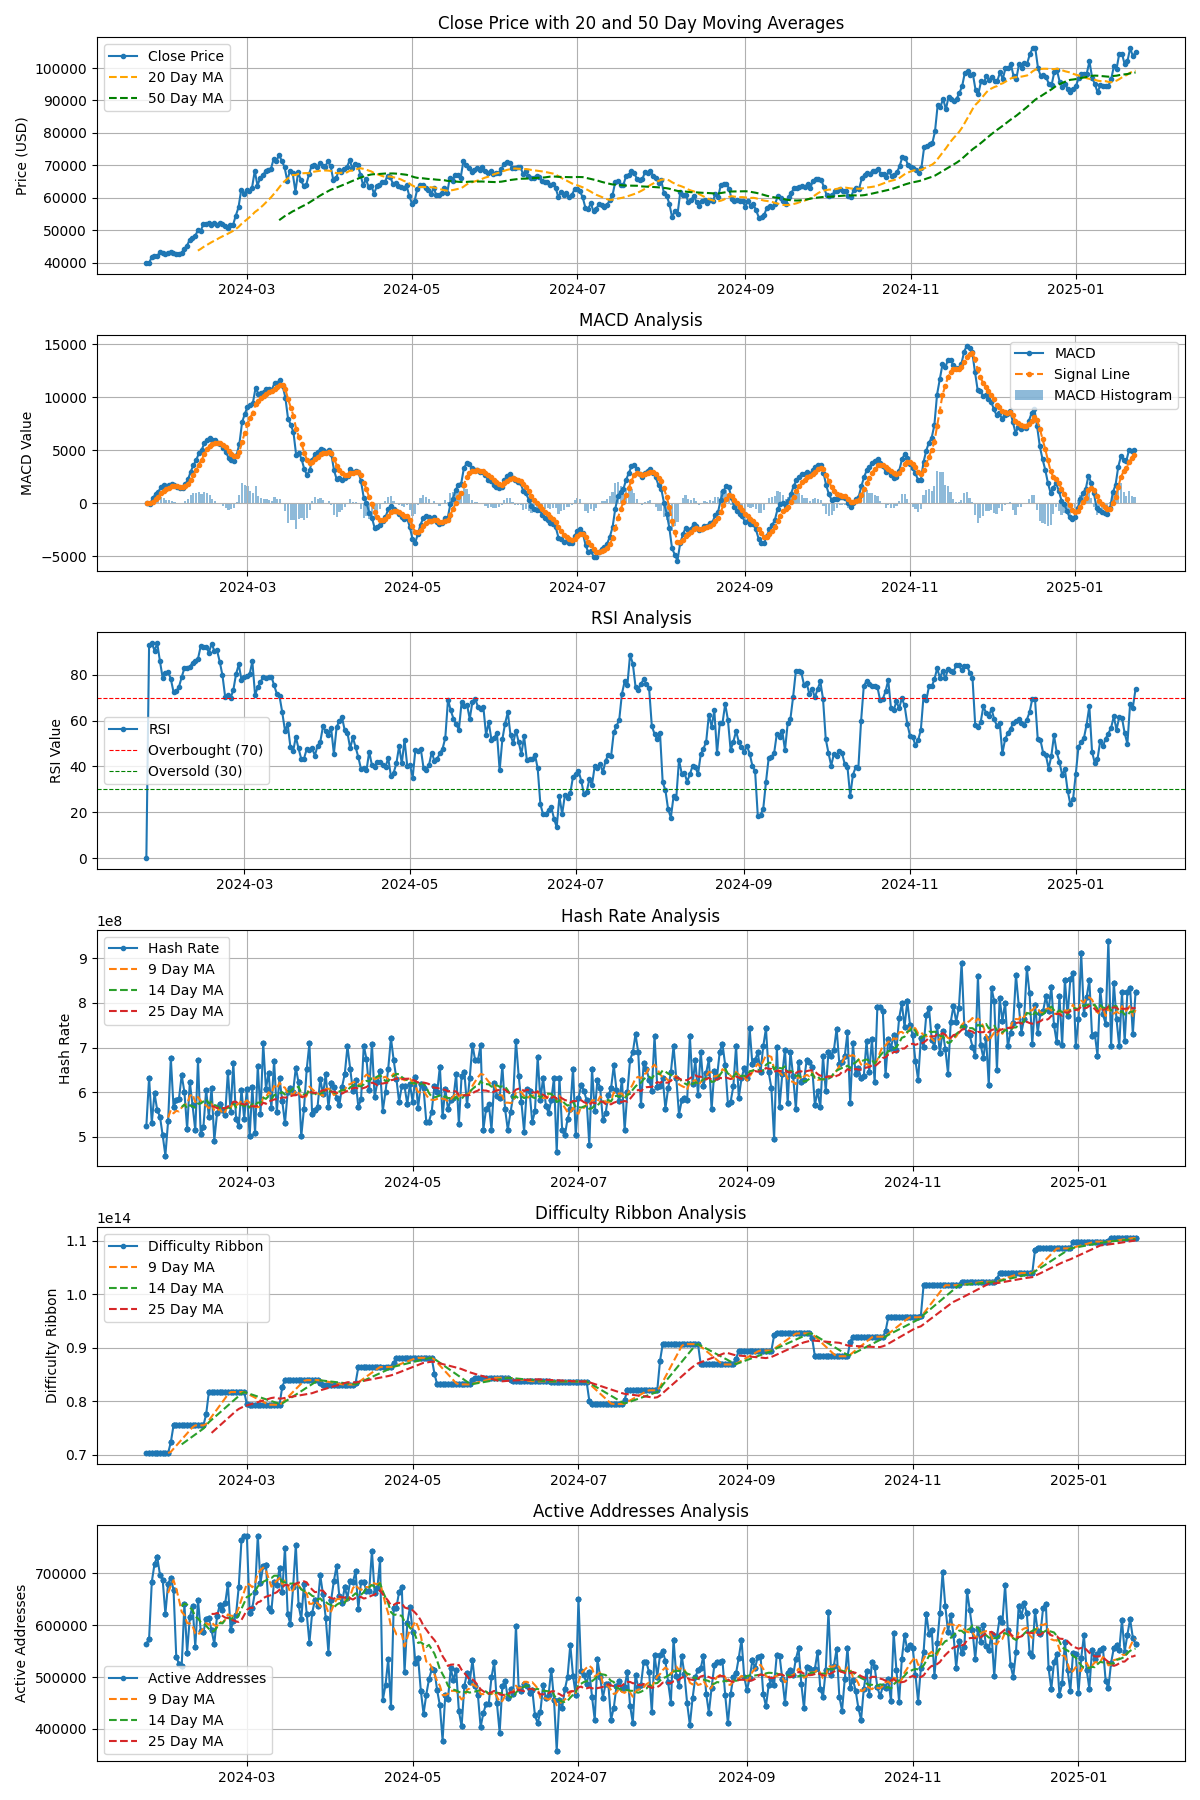 Close Price with 20 and 50 Day Moving Averages
Close Price
20 Day MA
50 Day MA
Price (USD)
100000
90000
80000
70000
60000
50000
40000
2024-03 2024-05 2024-07 2024-09 2024-11 2025-01
MACD Analysis
MACD
Signal Line
MACD Histogram
MACD Value
15000
10000
5000
0
−5000
2024-03 2024-05 2024-07 2024-09 2024-11 2025-01
RSI Analysis
RSI
Overbought (70)
Oversold (30)
RSI Value
80
60
40
20
0
2024-03 2024-05 2024-07 2024-09 2024-11 2025-01
Hash Rate Analysis
1e8
Hash Rate
9 Day MA
14 Day MA
25 Day MA
Hash Rate
9
8
7
6
5
2024-03 2024-05 2024-07 2024-09 2024-11 2025-01
Difficulty Ribbon Analysis
1e14
Difficulty Ribbon
9 Day MA
14 Day MA
25 Day MA
Difficulty Ribbon
1.1
1.0
0.9
0.8
0.7
2024-03 2024-05 2024-07 2024-09 2024-11 2025-01
Active Addresses Analysis
Active Addresses
9 Day MA
14 Day MA
25 Day MA
Active Addresses
700000
600000
500000
400000
2024-03 2024-05 2024-07 2024-09 2024-11 2025-01